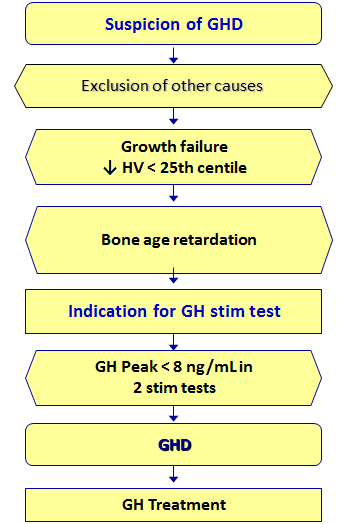 Suspicion of GHD
Exclusion of other causes
Growth failure
↓ HV < 25th centile
Bone age retardation
Indication for GH stim test
GH Peak < 8 ng/mL in
2 stim tests
GHD
GH Treatment